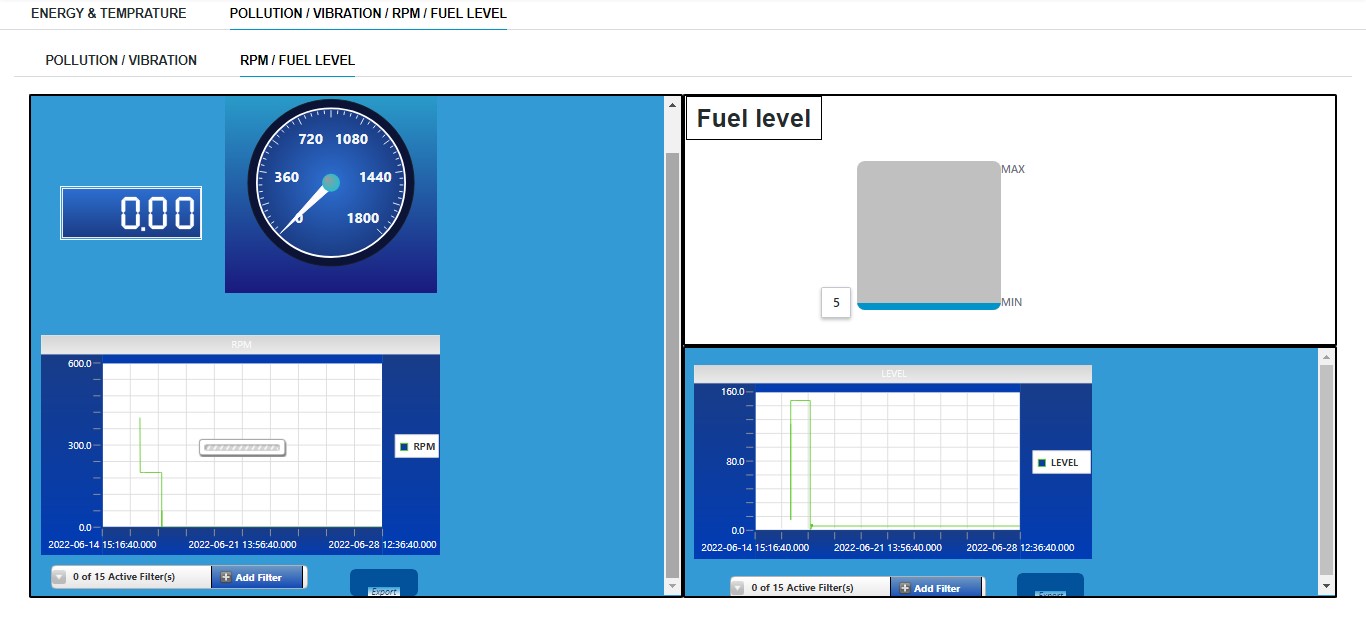 ENERGY & TEMPRATURE POLLUTION / VIBRATION / RPM / FUEL LEVEL
POLLUTION / VIBRATION RPM / FUEL LEVEL
0.00
720 1080
360 1440
0 1800
Fuel level
MAX
5
MIN
RPM
600.0
300.0
0.0
RPM
2022-06-14 15:16:40.000 2022-06-21 13:56:40.000 2022-06-28 12:36:40.000
0 of 15 Active Filter(s) Add Filter
Export
LEVEL
160.0
80.0
0.0
LEVEL
2022-06-14 15:16:40.000 2022-06-21 13:56:40.000 2022-06-28 12:36:40.000
0 of 15 Active Filter(s) Add Filter